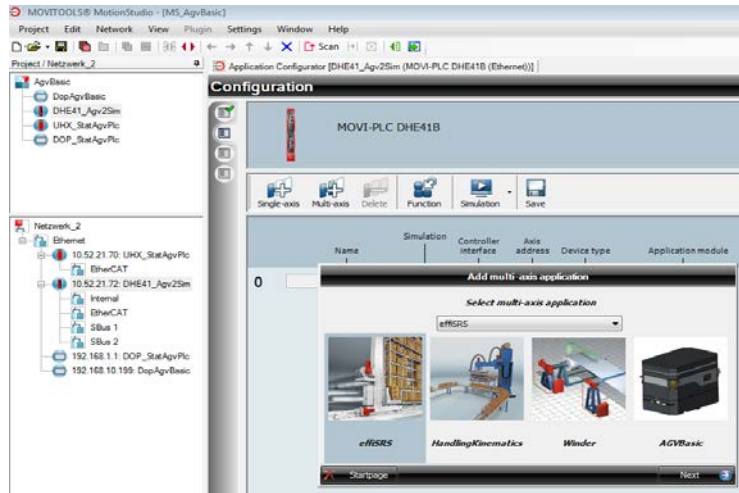 MOVITOOLS® MotionStudio - [MS_AgvBasic]
Project Edit Network View Plugin Settings Window Help
Scan
Project / Netzwerk_2
Application Configurator [DHE41_Agv2Sim (MOVI-PLC DHE41B (Ethernet))]
AgvBasic
DopAgvBasic
DHE41_Agv2Sim
UHX_StatAgvPlc
DOP_StatAgvPlc
Configuration
MOVI-PLC DHE41B
Single-axis Multi-axis Delete Function Simulation Save
Netzwerk_2
Ethernet
10.52.21.70: UHX_StatAgvPlc
EtherCAT
10.52.21.72: DHE41_Agv2Sim
Internal
EtherCAT
SBus 1
SBus 2
192.168.1.1: DOP_StatAgvPlc
192.168.10.199: DopAgvBasic
Name Simulation Controller interface Axis address Device type Application module
0
Add multi-axis application
Select multi-axis application
effiSRS
effiSRS HandlingKinematics Winder AGVBasic
Startpage Next